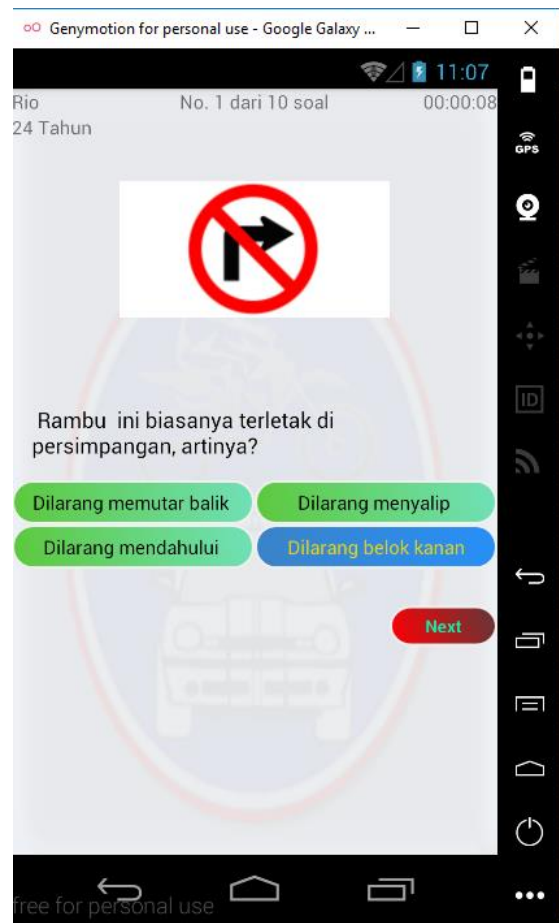 Genymotion for personal use - Google Galaxy ...
11:07
Rio No. 1 dari 10 soal 00:00:08
24 Tahun
GPS
Rambu ini biasanya terletak di
persimpangan, artinya?
Dilarang memutar balik Dilarang menyalip
Dilarang mendahului Dilarang belok kanan
ID
Next
free for personal use